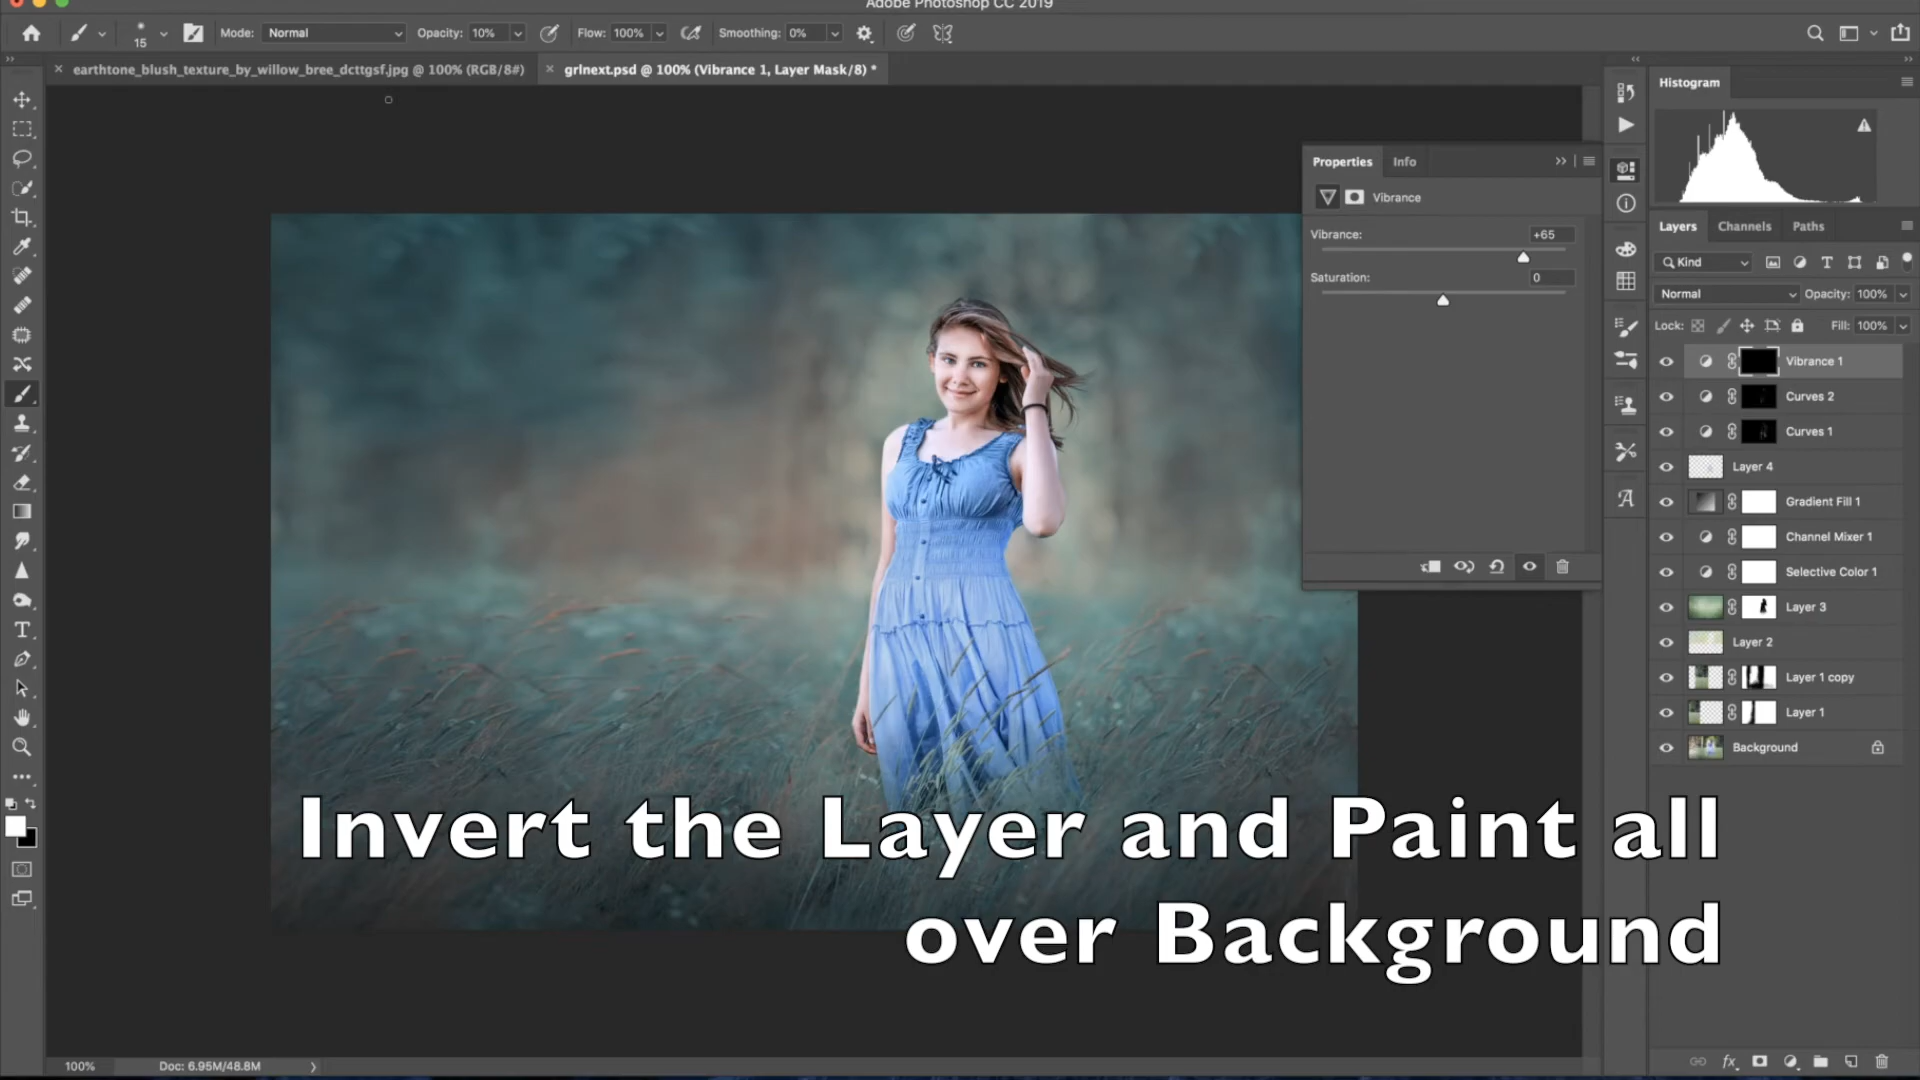 Adobe Photoshop CC 2019
15
Mode: Normal
Opacity: 10%
Flow: 100%
Smoothing: 0%
earthtone_blush_texture_by_willow_bree_dcttgsf.jpg @ 100% (RGB/8#)
grlnext.psd @ 100% (Vibrance 1, Layer Mask/8) *
Histogram
Properties Info
Vibrance
Vibrance: +65
Saturation: 0
Layers Channels Paths
Kind
Normal Opacity: 100%
Lock: Fill: 100%
Vibrance 1
Curves 2
Curves 1
Layer 4
Gradient Fill 1
Channel Mixer 1
Selective Color 1
Layer 3
Layer 2
Layer 1 copy
Layer 1
Background
Invert the Layer and Paint all
over Background
100% Doc: 6.95M/48.8M
fx